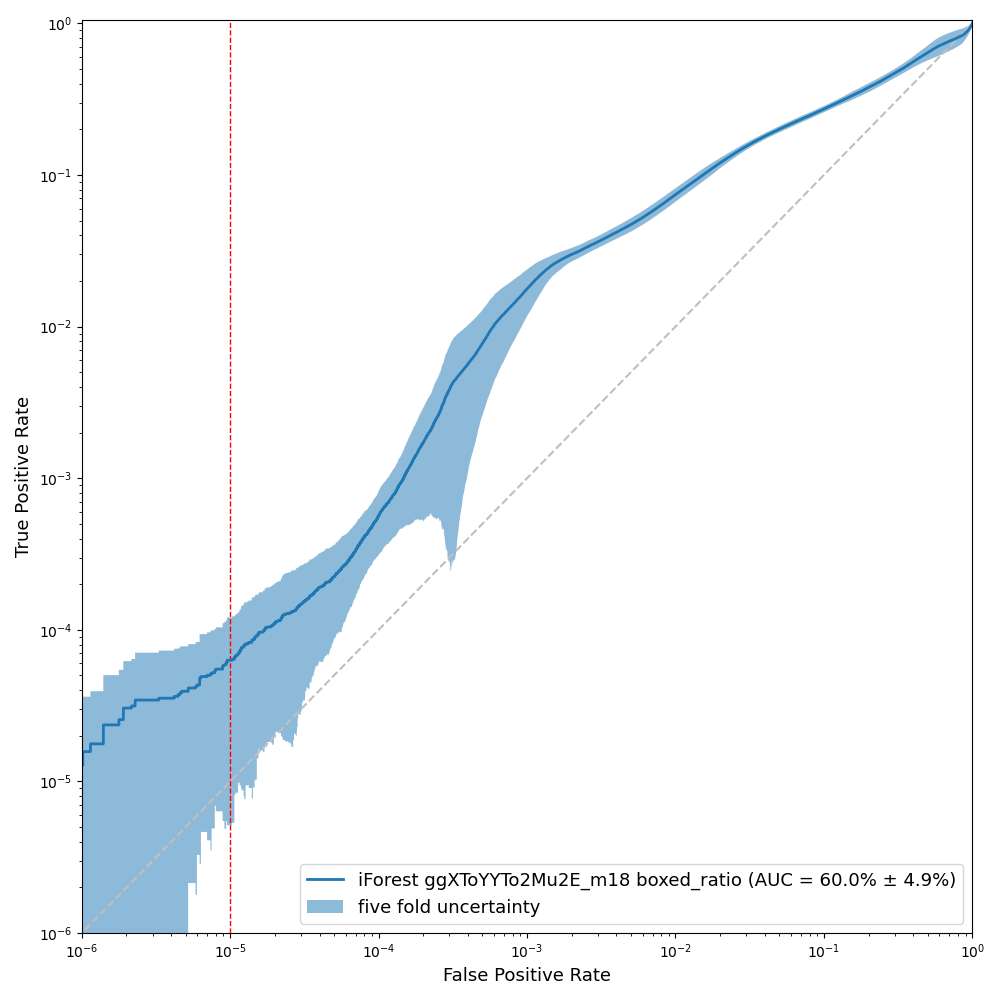 10⁰
10⁻¹
10⁻²
10⁻³
10⁻⁴
10⁻⁵
10⁻⁶
True Positive Rate
iForest ggXToYYTo2Mu2E_m18 boxed_ratio (AUC = 60.0% ± 4.9%)
five fold uncertainty
10⁻⁶ 10⁻⁵ 10⁻⁴ 10⁻³ 10⁻² 10⁻¹ 10⁰
False Positive Rate